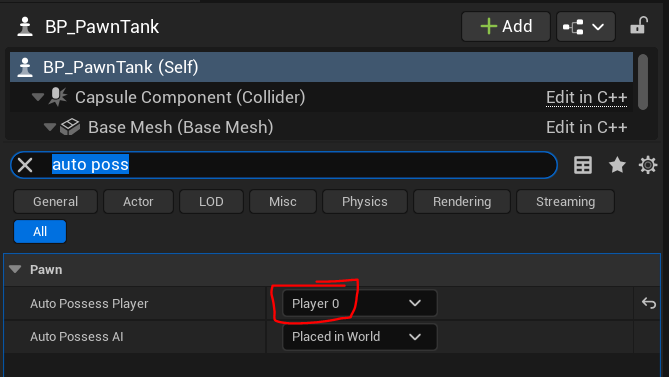 BP_PawnTank
Add
BP_PawnTank (Self)
Capsule Component (Collider)
Edit in C++
Base Mesh (Base Mesh)
Edit in C++
auto poss
General
Actor
LOD
Misc
Physics
Rendering
Streaming
All
Pawn
Auto Possess Player
Player 0
Auto Possess AI
Placed in World